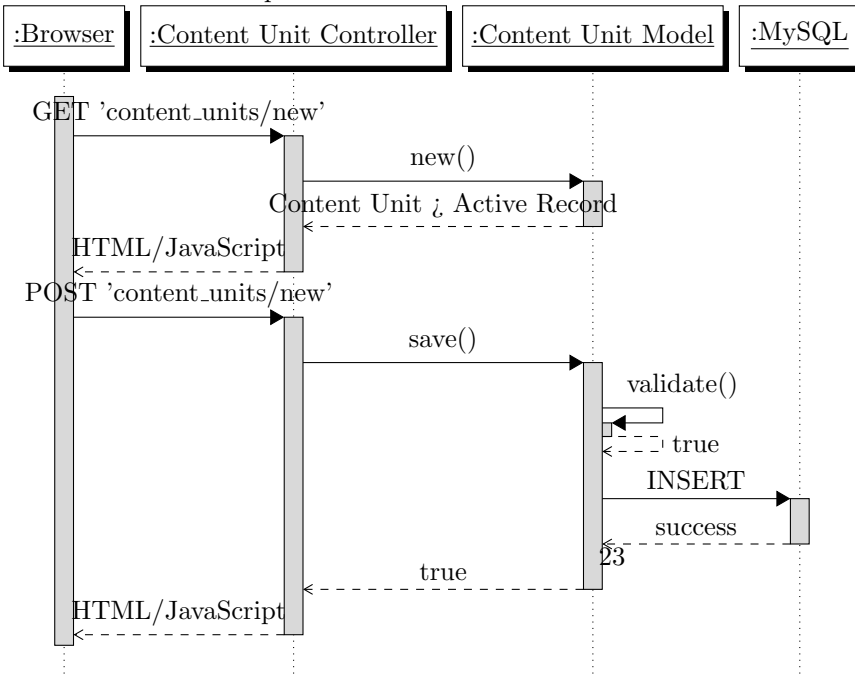 :Browser
:Content Unit Controller
:Content Unit Model
:MySQL
GET 'content_units/new'
new()
Content Unit ¿ Active Record
HTML/JavaScript
POST 'content_units/new'
save()
validate()
true
INSERT
success
23
true
HTML/JavaScript